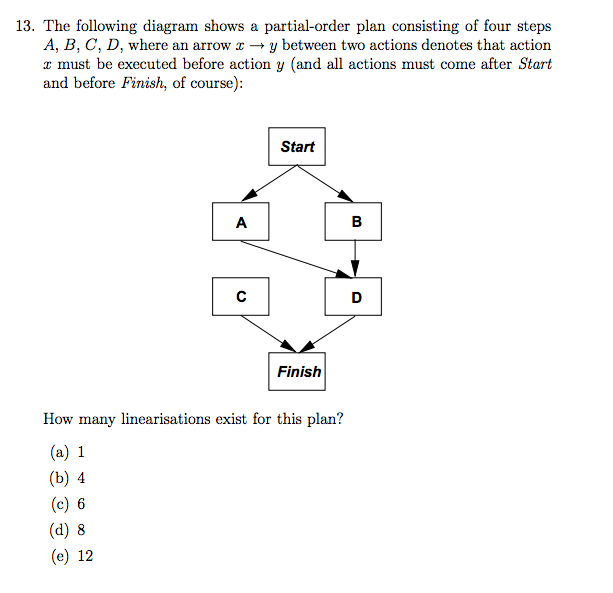 13. The following diagram shows a partial-order plan consisting of four steps
A, B, C, D, where an arrow x → y between two actions denotes that action
x must be executed before action y (and all actions must come after Start
and before Finish, of course):
Start
A
B
C
D
Finish
How many linearisations exist for this plan?
(a) 1
(b) 4
(c) 6
(d) 8
(e) 12